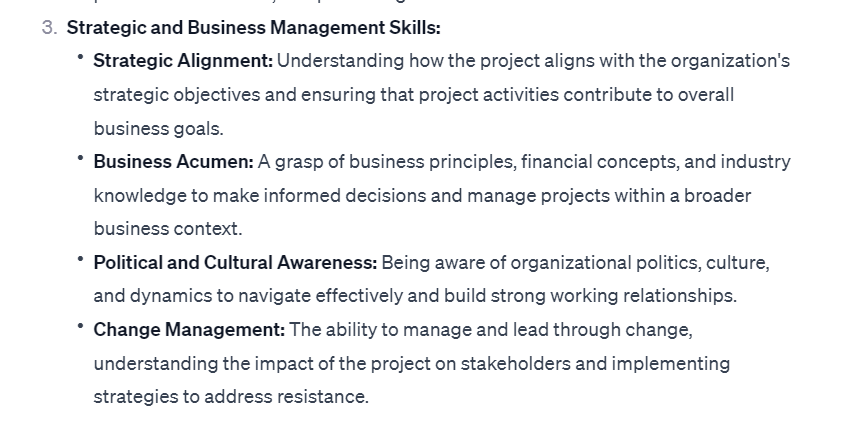 3. Strategic and Business Management Skills:
• Strategic Alignment: Understanding how the project aligns with the organization's
strategic objectives and ensuring that project activities contribute to overall
business goals.
• Business Acumen: A grasp of business principles, financial concepts, and industry
knowledge to make informed decisions and manage projects within a broader
business context.
• Political and Cultural Awareness: Being aware of organizational politics, culture,
and dynamics to navigate effectively and build strong working relationships.
• Change Management: The ability to manage and lead through change,
understanding the impact of the project on stakeholders and implementing
strategies to address resistance.